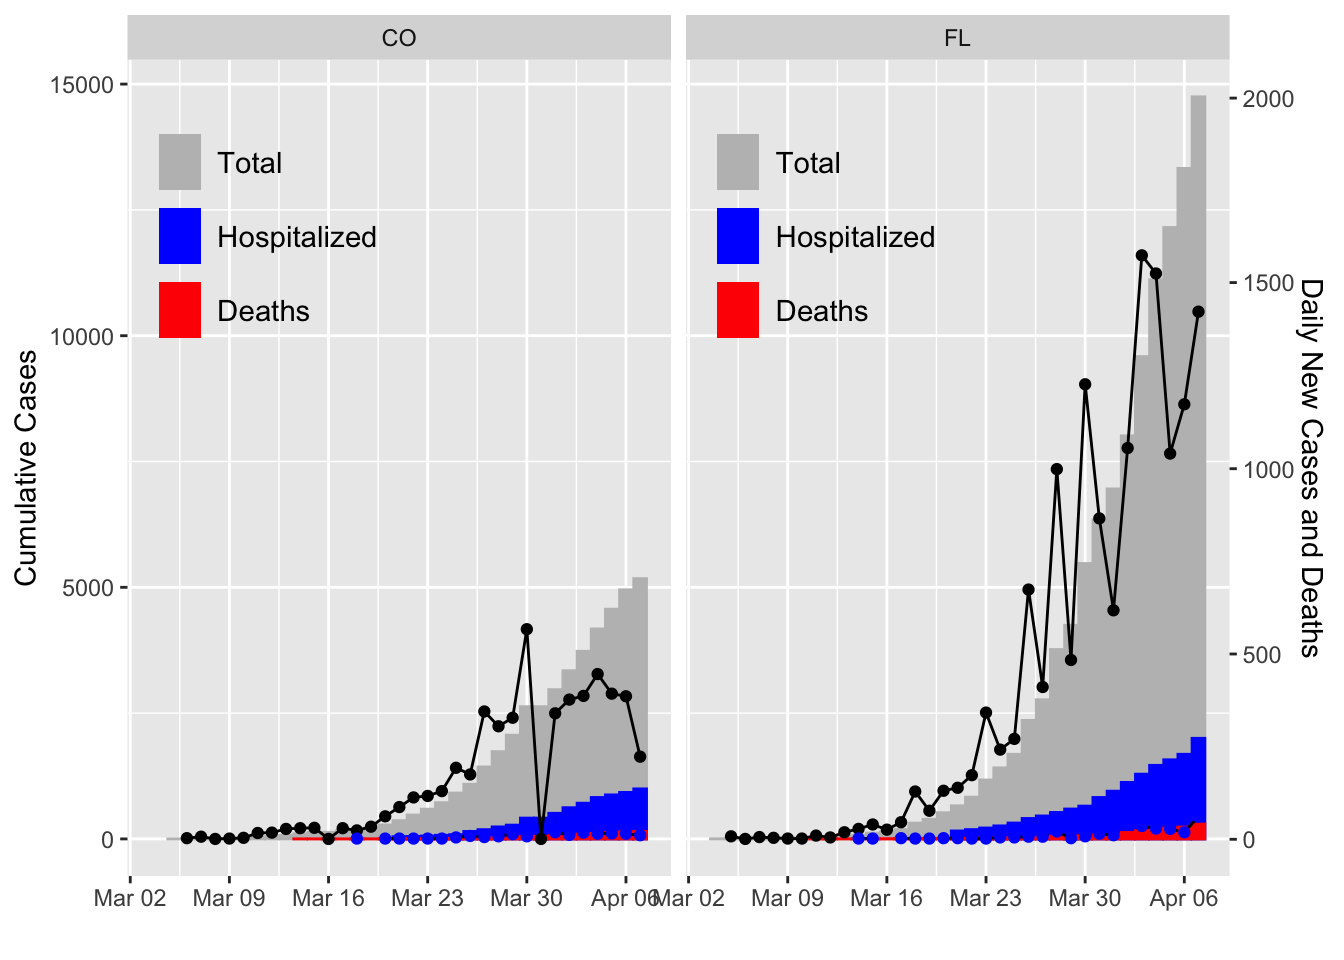 CO
FL
15000
10000
5000
0
Cumulative Cases
Total
Hospitalized
Deaths
Total
Hospitalized
Deaths
2000
1500
1000
500
0
Daily New Cases and Deaths
Mar 02 Mar 09 Mar 16 Mar 23 Mar 30 Apr 06
Mar 02 Mar 09 Mar 16 Mar 23 Mar 30 Apr 06